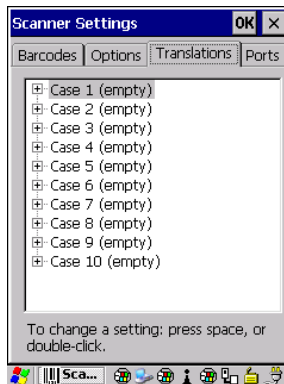 Scanner Settings OK
Barcodes Options Translations Ports
Case 1 (empty)
Case 2 (empty)
Case 3 (empty)
Case 4 (empty)
Case 5 (empty)
Case 6 (empty)
Case 7 (empty)
Case 8 (empty)
Case 9 (empty)
Case 10 (empty)
To change a setting: press space, or
double-click.
Sca...